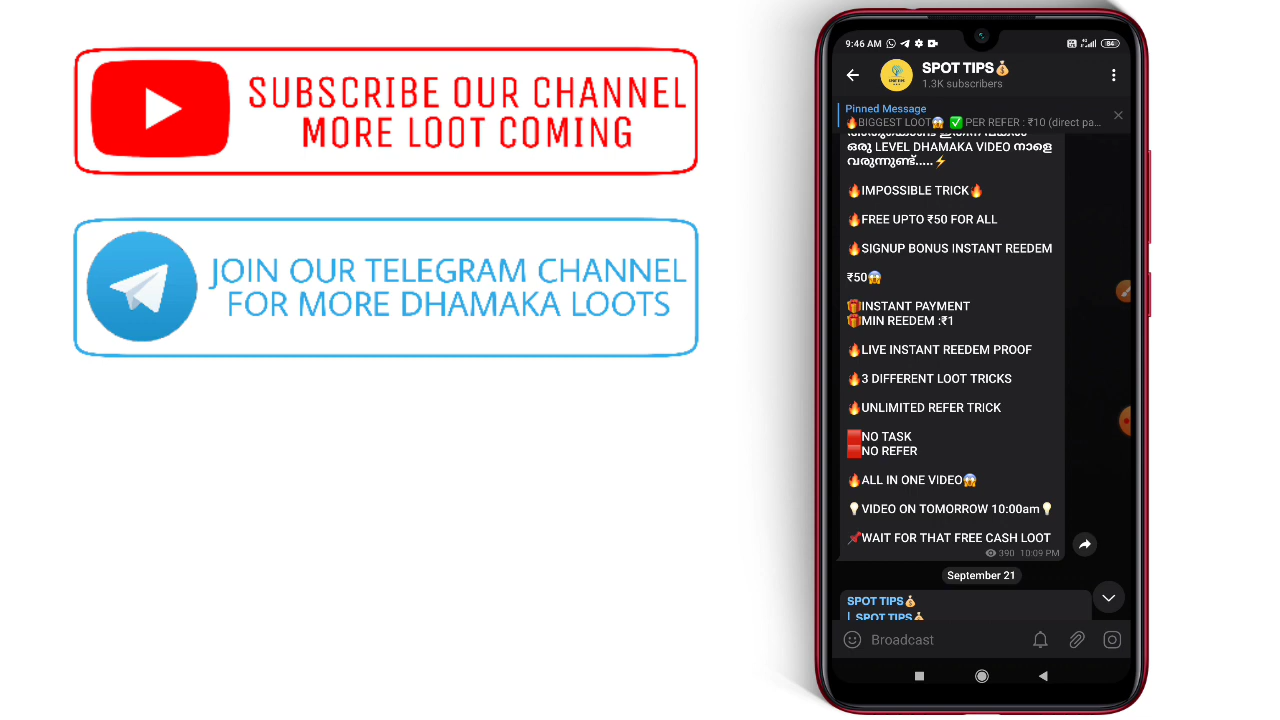 SUBSCRIBE OUR CHANNEL
MORE LOOT COMING
JOIN OUR TELEGRAM CHANNEL
FOR MORE DHAMAKA LOOTS
9:46 AM
84
SPOT TIPS💰
1.3K subscribers
Pinned Message
🔥BIGGEST LOOT😱 ✅ PER REFER : ₹10 (direct pa...
ഒരു LEVEL DHAMAKA VIDEO നാളെ
വരുന്നുണ്ട്.....⚡
🔥IMPOSSIBLE TRICK🔥
🔥FREE UPTO ₹50 FOR ALL
🔥SIGNUP BONUS INSTANT REEDEM
₹50😱
🎁INSTANT PAYMENT
🎁MIN REEDEM :₹1
🔥LIVE INSTANT REEDEM PROOF
🔥3 DIFFERENT LOOT TRICKS
🔥UNLIMITED REFER TRICK
🟥NO TASK
🟥NO REFER
🔥ALL IN ONE VIDEO😱
💡VIDEO ON TOMORROW 10:00am💡
📌WAIT FOR THAT FREE CASH LOOT
390 10:09 PM
September 21
SPOT TIPS💰
SPOT TIPS💰
Broadcast